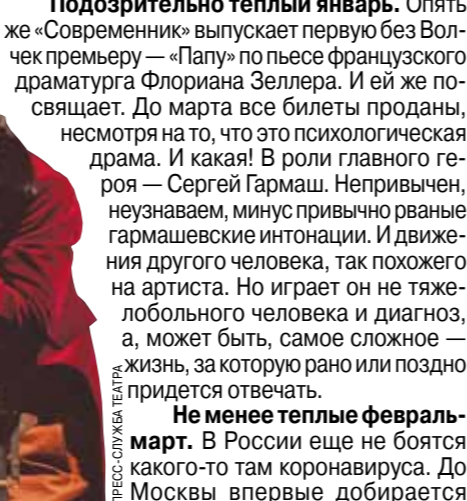 Подозрительно теплый январь. Опять
же «Современник» выпускает первую без Вол-
чек премьеру — «Папу» по пьесе французского
драматурга Флориана Зеллера. И ей же по-
свящает. До марта все билеты проданы,
несмотря на то, что это психологическая
драма. И какая! В роли главного ге-
роя — Сергей Гармаш. Непривычен,
неузнаваем, минус привычно рваные
гармашевские интонации. И движе-
ния другого человека, так похожего
на артиста. Но играет он не тяже-
лобольного человека и диагноз,
а, может быть, самое сложное —
жизнь, за которую рано или поздно
придется отвечать.
Не менее теплые февраль-
март. В России еще не боятся
какого-то там коронавируса. До
Москвы впервые добирается
ПРЕСС-СЛУЖБА ТЕАТРА